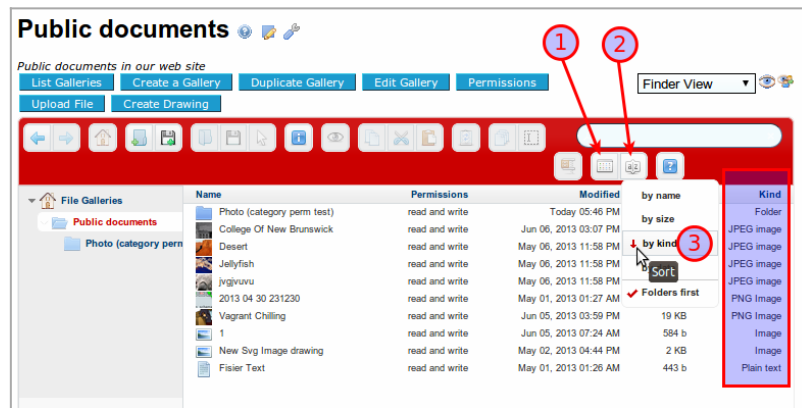 Public documents
Public documents in our web site
List Galleries Create a Gallery Duplicate Gallery Edit Gallery Permissions
Upload File Create Drawing
Finder View
1
2
File Galleries
Public documents
Photo (category perm
Name Permissions Modified Kind
Photo (category perm test) read and write Today 05:46 PM Folder
College Of New Brunswick read and write Jun 06, 2013 03:07 PM JPEG image
Desert read and write May 06, 2013 11:58 PM JPEG image
Jellyfish read and write May 06, 2013 11:58 PM JPEG image
jvgjvuvu read and write May 06, 2013 11:58 PM JPEG image
2013 04 30 231230 read and write May 01, 2013 01:27 AM PNG Image
Vagrant Chilling read and write Jun 05, 2013 03:59 PM 19 KB PNG Image
1 read and write Jun 05, 2013 07:24 AM 584 b Image
New Svg Image drawing read and write May 02, 2013 04:44 PM 2 KB Image
Fisier Text read and write May 01, 2013 01:26 AM 443 b Plain text
by name
by size
by kind 3
Sort
Folders first